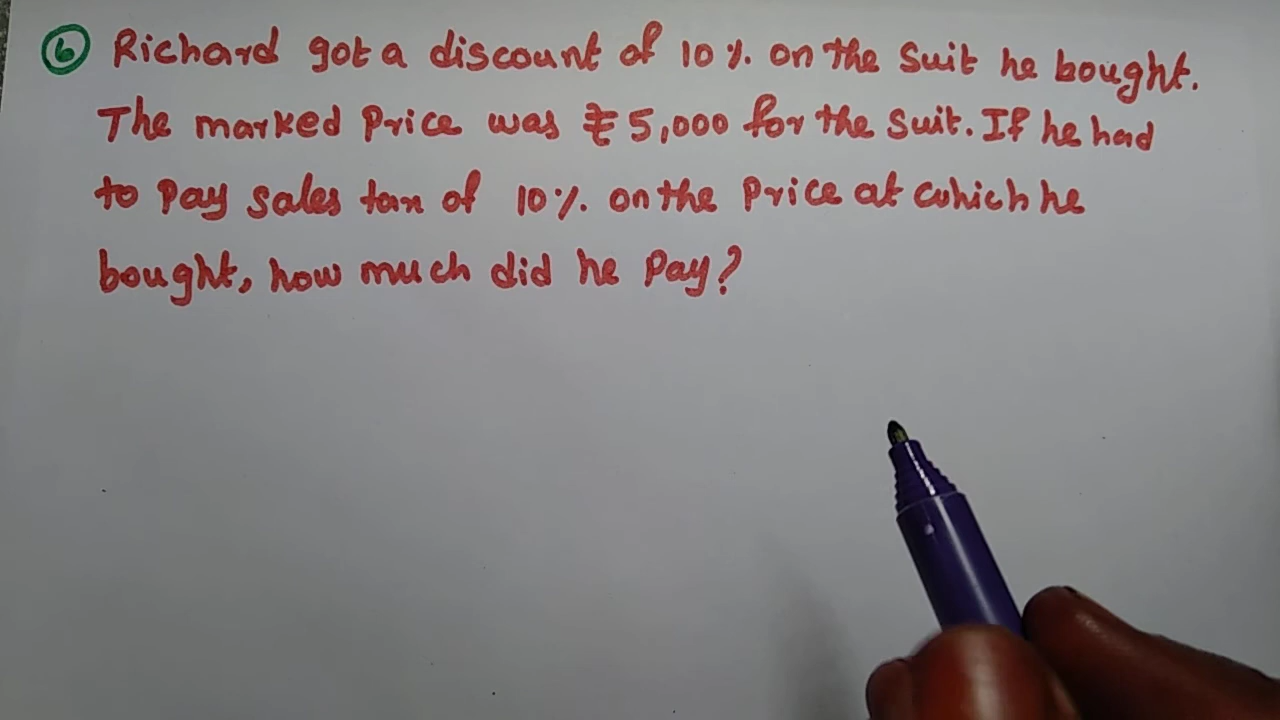 6 Richard got a discount of 10% on the Suit he bought.
The marked Price was ₹5,000 for the Suit. If he had
to Pay Sales tax of 10%. on the Price at which he
bought, how much did he Pay?